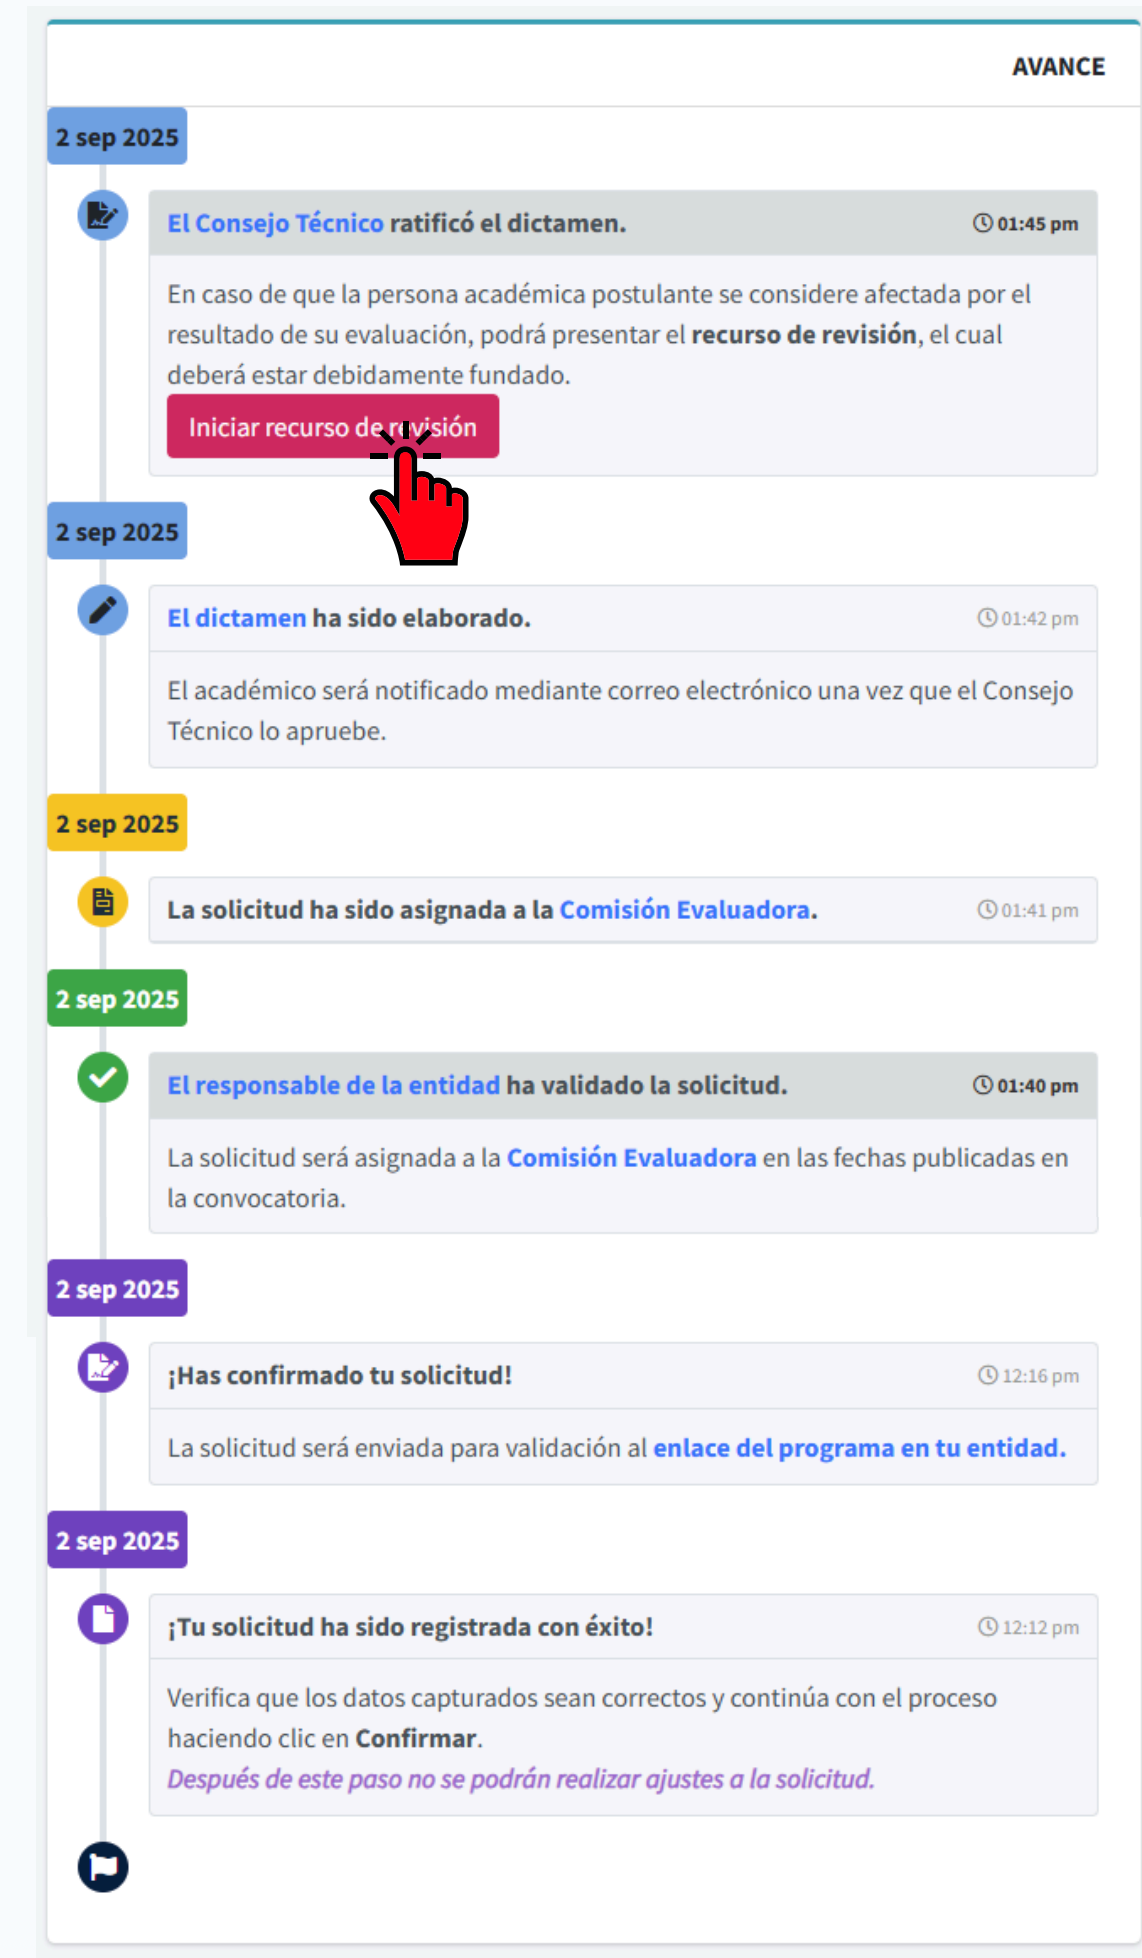 AVANCE
2 sep 2025
El Consejo Técnico ratificó el dictamen. 01:45 pm
En caso de que la persona académica postulante se considere afectada por el
resultado de su evaluación, podrá presentar el recurso de revisión, el cual
deberá estar debidamente fundado.
Iniciar recurso de revisión
2 sep 2025
El dictamen ha sido elaborado. 01:42 pm
El académico será notificado mediante correo electrónico una vez que el Consejo
Técnico lo apruebe.
2 sep 2025
La solicitud ha sido asignada a la Comisión Evaluadora. 01:41 pm
2 sep 2025
El responsable de la entidad ha validado la solicitud. 01:40 pm
La solicitud será asignada a la Comisión Evaluadora en las fechas publicadas en
la convocatoria.
2 sep 2025
¡Has confirmado tu solicitud! 12:16 pm
La solicitud será enviada para validación al enlace del programa en tu entidad.
2 sep 2025
¡Tu solicitud ha sido registrada con éxito! 12:12 pm
Verifica que los datos capturados sean correctos y continúa con el proceso
haciendo clic en Confirmar.
Después de este paso no se podrán realizar ajustes a la solicitud.